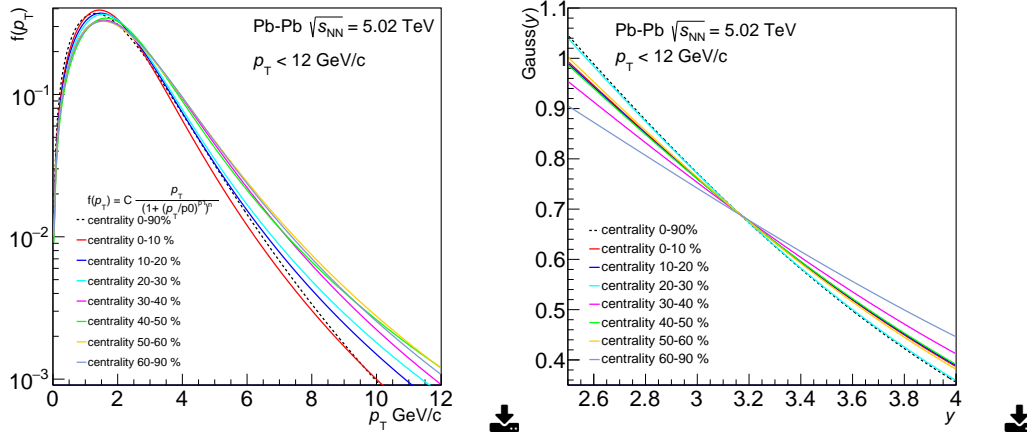 f(p_T)
Pb-Pb √s_NN = 5.02 TeV
p_T < 12 GeV/c
10⁻¹
10⁻²
10⁻³
f(p_T) = C p_T / (1+ (p_T/p0)^p1)^n
centrality 0-90%
centrality 0-10 %
centrality 10-20 %
centrality 20-30 %
centrality 30-40 %
centrality 40-50 %
centrality 50-60 %
centrality 60-90 %
0 2 4 6 8 10 12
p_T GeV/c
Gauss(y)
Pb-Pb √s_NN = 5.02 TeV
p_T < 12 GeV/c
1.1
1
0.9
0.8
0.7
0.6
0.5
0.4
centrality 0-90%
centrality 0-10 %
centrality 10-20 %
centrality 20-30 %
centrality 30-40 %
centrality 40-50 %
centrality 50-60 %
centrality 60-90 %
2.6 2.8 3 3.2 3.4 3.6 3.8 4
y